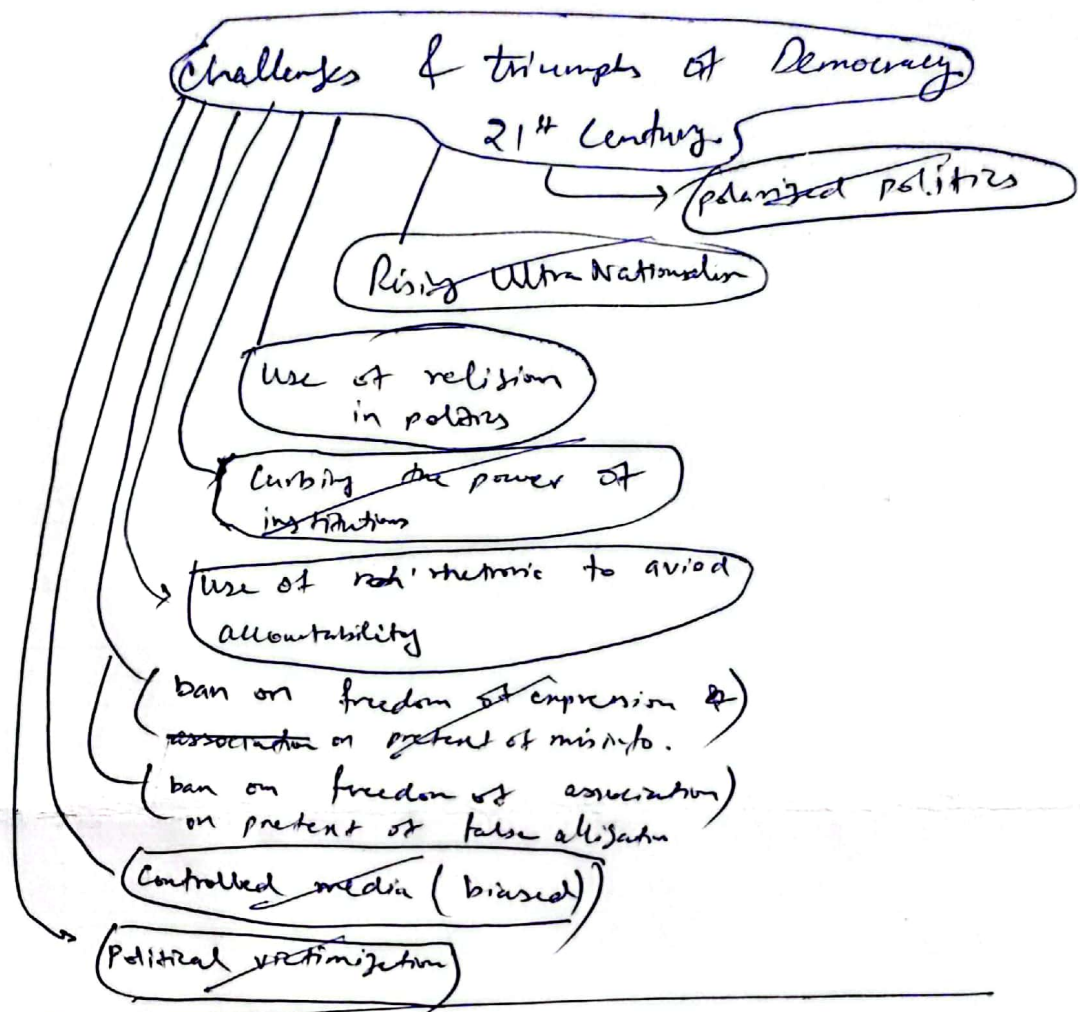 Challenges & triumphs of Democracy
21st Century
polarized politics
Rising Ultra Nationalism
Use of religion
in politics
Curbing the power of
institutions
Use of rhetroric to aviod
accountability
ban on freedom of expression &
association on pretext of misinfo.
ban on freedom of association
on pretext of false alligation
Controlled media (biased)
Political victimization